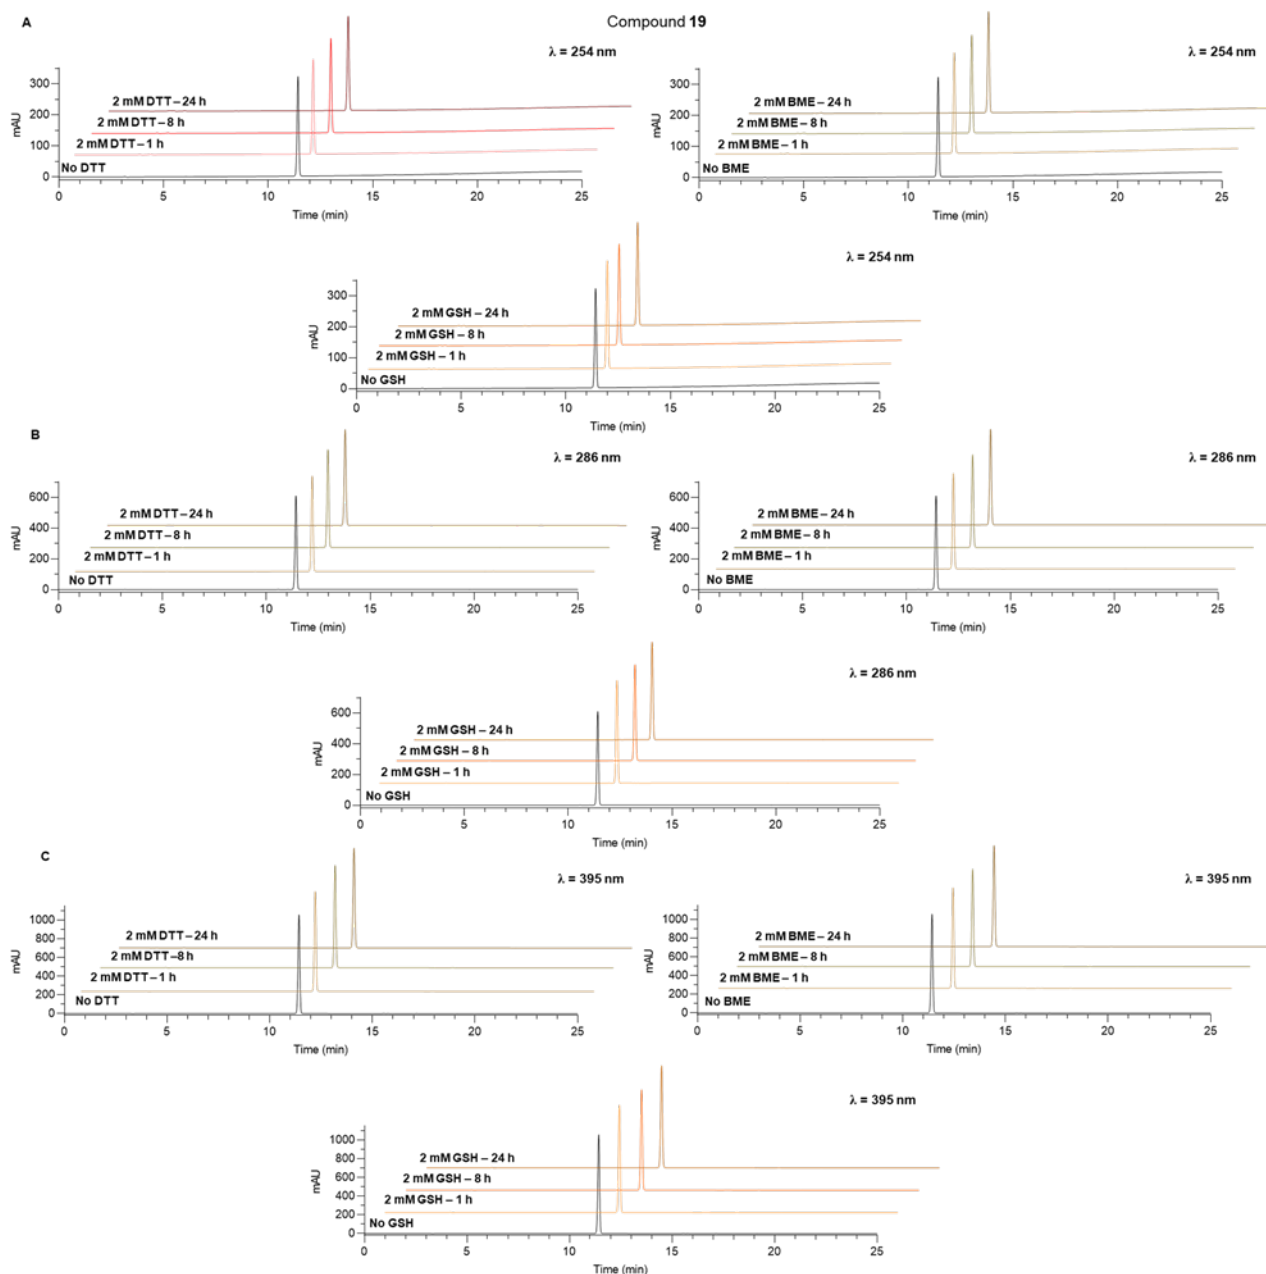 A
Compound 19
λ = 254 nm
mAU
300
200
100
0
2 mM DTT – 24 h
2 mM DTT – 8 h
2 mM DTT – 1 h
No DTT
0 5 10 15 20 25
Time (min)
λ = 254 nm
mAU
300
200
100
0
2 mM BME – 24 h
2 mM BME – 8 h
2 mM BME – 1 h
No BME
0 5 10 15 20 25
Time (min)
λ = 254 nm
mAU
300
200
100
0
2 mM GSH – 24 h
2 mM GSH – 8 h
2 mM GSH – 1 h
No GSH
0 5 10 15 20 25
Time (min)
B
λ = 286 nm
mAU
600
400
200
0
2 mM DTT – 24 h
2 mM DTT – 8 h
2 mM DTT – 1 h
No DTT
0 5 10 15 20 25
Time (min)
λ = 286 nm
mAU
600
400
200
0
2 mM BME – 24 h
2 mM BME – 8 h
2 mM BME – 1 h
No BME
0 5 10 15 20 25
Time (min)
λ = 286 nm
mAU
600
400
200
0
2 mM GSH – 24 h
2 mM GSH – 8 h
2 mM GSH – 1 h
No GSH
0 5 10 15 20 25
Time (min)
C
λ = 395 nm
mAU
1000
800
600
400
200
0
2 mM DTT – 24 h
2 mM DTT –8 h
2 mM DTT – 1 h
No DTT
0 5 10 15 20 25
Time (min)
λ = 395 nm
mAU
1000
800
600
400
200
0
2 mM BME – 24 h
2 mM BME – 8 h
2 mM BME – 1 h
No BME
0 5 10 15 20 25
Time (min)
λ = 395 nm
mAU
1000
800
600
400
200
0
2 mM GSH – 24 h
2 mM GSH – 8 h
2 mM GSH – 1 h
No GSH
0 5 10 15 20 25
Time (min)